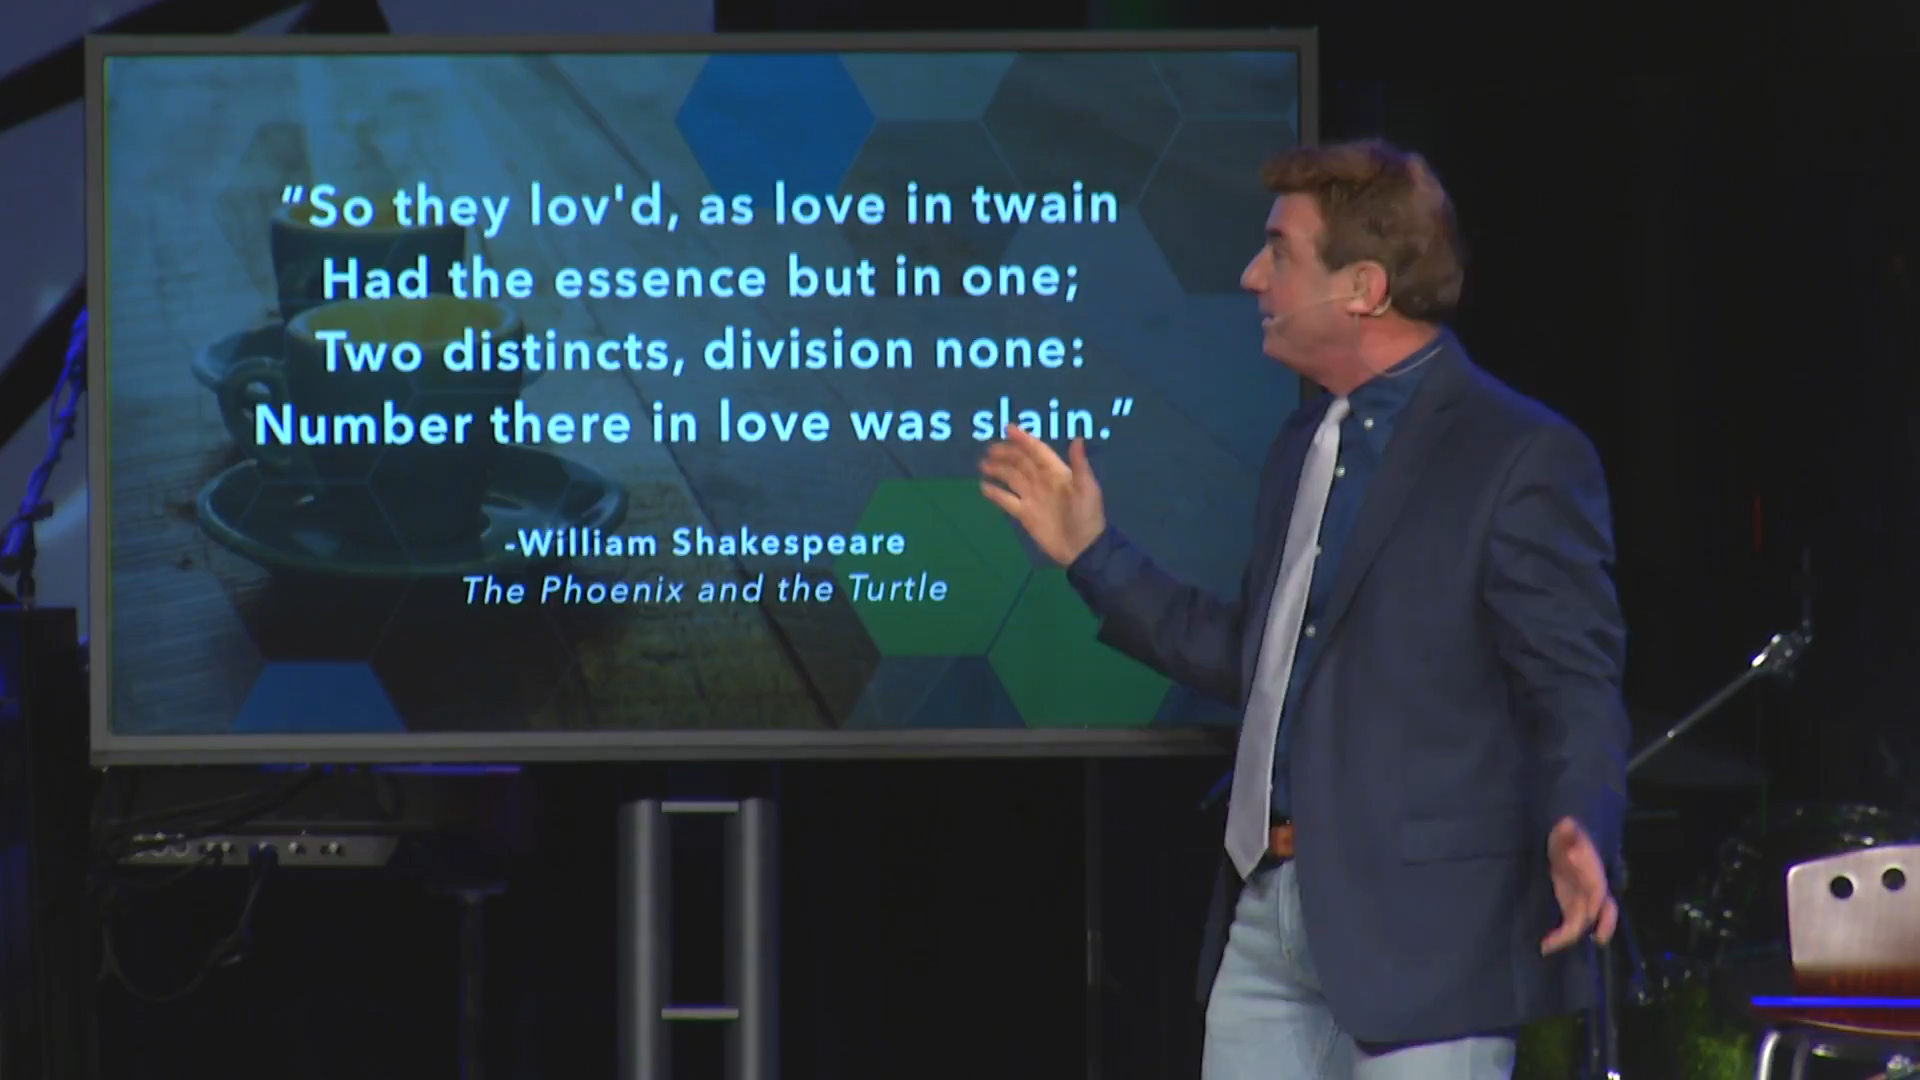 “So they lov'd, as love in twain
Had the essence but in one;
Two distincts, division none:
Number there in love was slain.”
-William Shakespeare
The Phoenix and the Turtle